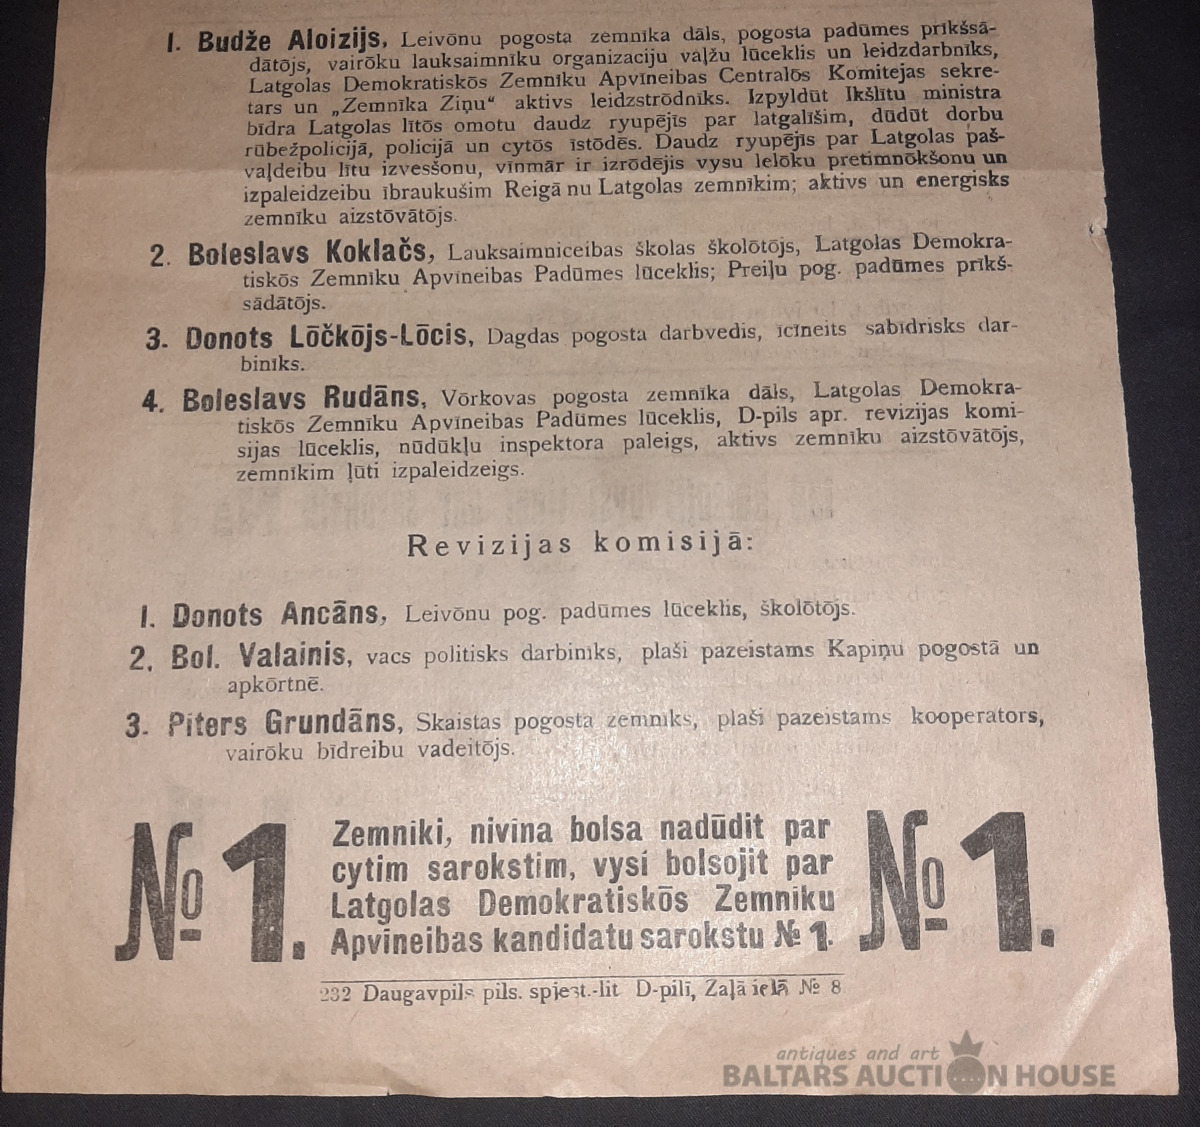 1. Budže Aloizijs, Leivōnu pogosta zemnīka dāls, pogosta padūmes prīkšsā-
dātōjs, vairōku lauksaimnīku organizaciju vaļžu lūceklis un leidzdarbnīks,
Latgolas Demokratiskōs Zemnīku Apvīneibas Centralōs Komitejas sekre-
tars un „Zemnīka Ziņu“ aktivs leidzstrōdnīks. Izpyldūt Ikšlītu ministra
bīdra Latgolas lītōs omotu daudz ryupējīs par latgalīšim, dūdūt dorbu
rūbežpolicijā, policijā un cytōs īstōdēs. Daudz ryupējīs par Latgolas paš-
vaļdeibu lītu izvesšonu, vinmār ir izrōdējis vysu lelōku pretimnōkšonu un
izpaleidzeibu ībraukušim Reigā nu Latgolas zemnīkim; aktivs un energisks
zemnīku aizstōvātōjs.
2. Boleslavs Koklačs, Lauksaimniceibas školas školōtōjs, Latgolas Demokra-
tiskōs Zemnīku Apvīneibas Padūmes lūceklis; Preiļu pog. padūmes prīkš-
sādātōjs.
3. Donots Lōčkōjs-Lōcis, Dagdas pogosta darbvedis, īcīneits sabīdrisks dar-
binīks.
4. Boleslavs Rudāns, Vōrkovas pogosta zemnīka dāls, Latgolas Demokra-
tiskōs Zemnīku Apvīneibas Padūmes lūceklis, D-pils apr. revizijas komi-
sijas lūceklis, nūdūkļu inspektora paleigs, aktivs zemnīku aizstōvātōjs,
zemnīkim ļūti izpaleidzeigs.
Revizijas komisijā:
1. Donots Ancāns, Leivōnu pog. padūmes lūceklis, školōtōjs.
2. Bol. Valainis, vacs politisks darbinīks, plaši pazeistams Kapiņu pogostā un
apkōrtnē.
3. Piters Grundāns, Skaistas pogosta zemnīks, plaši pazeistams kooperators,
vairōku bīdreibu vadeitōjs.
№ 1.
Zemnīki, nivīna bolsa nadūdit par
cytim sarokstim, vysi bolsojit par
Latgolas Demokratiskōs Zemnīku
Apvīneibas kandidatu sarokstu № 1.
№ 1.
232 Daugavpils pils. spiest.-lit D-pilī, Zaļā ielā № 8
antiques and art
BALTARS AUCTION HOUSE